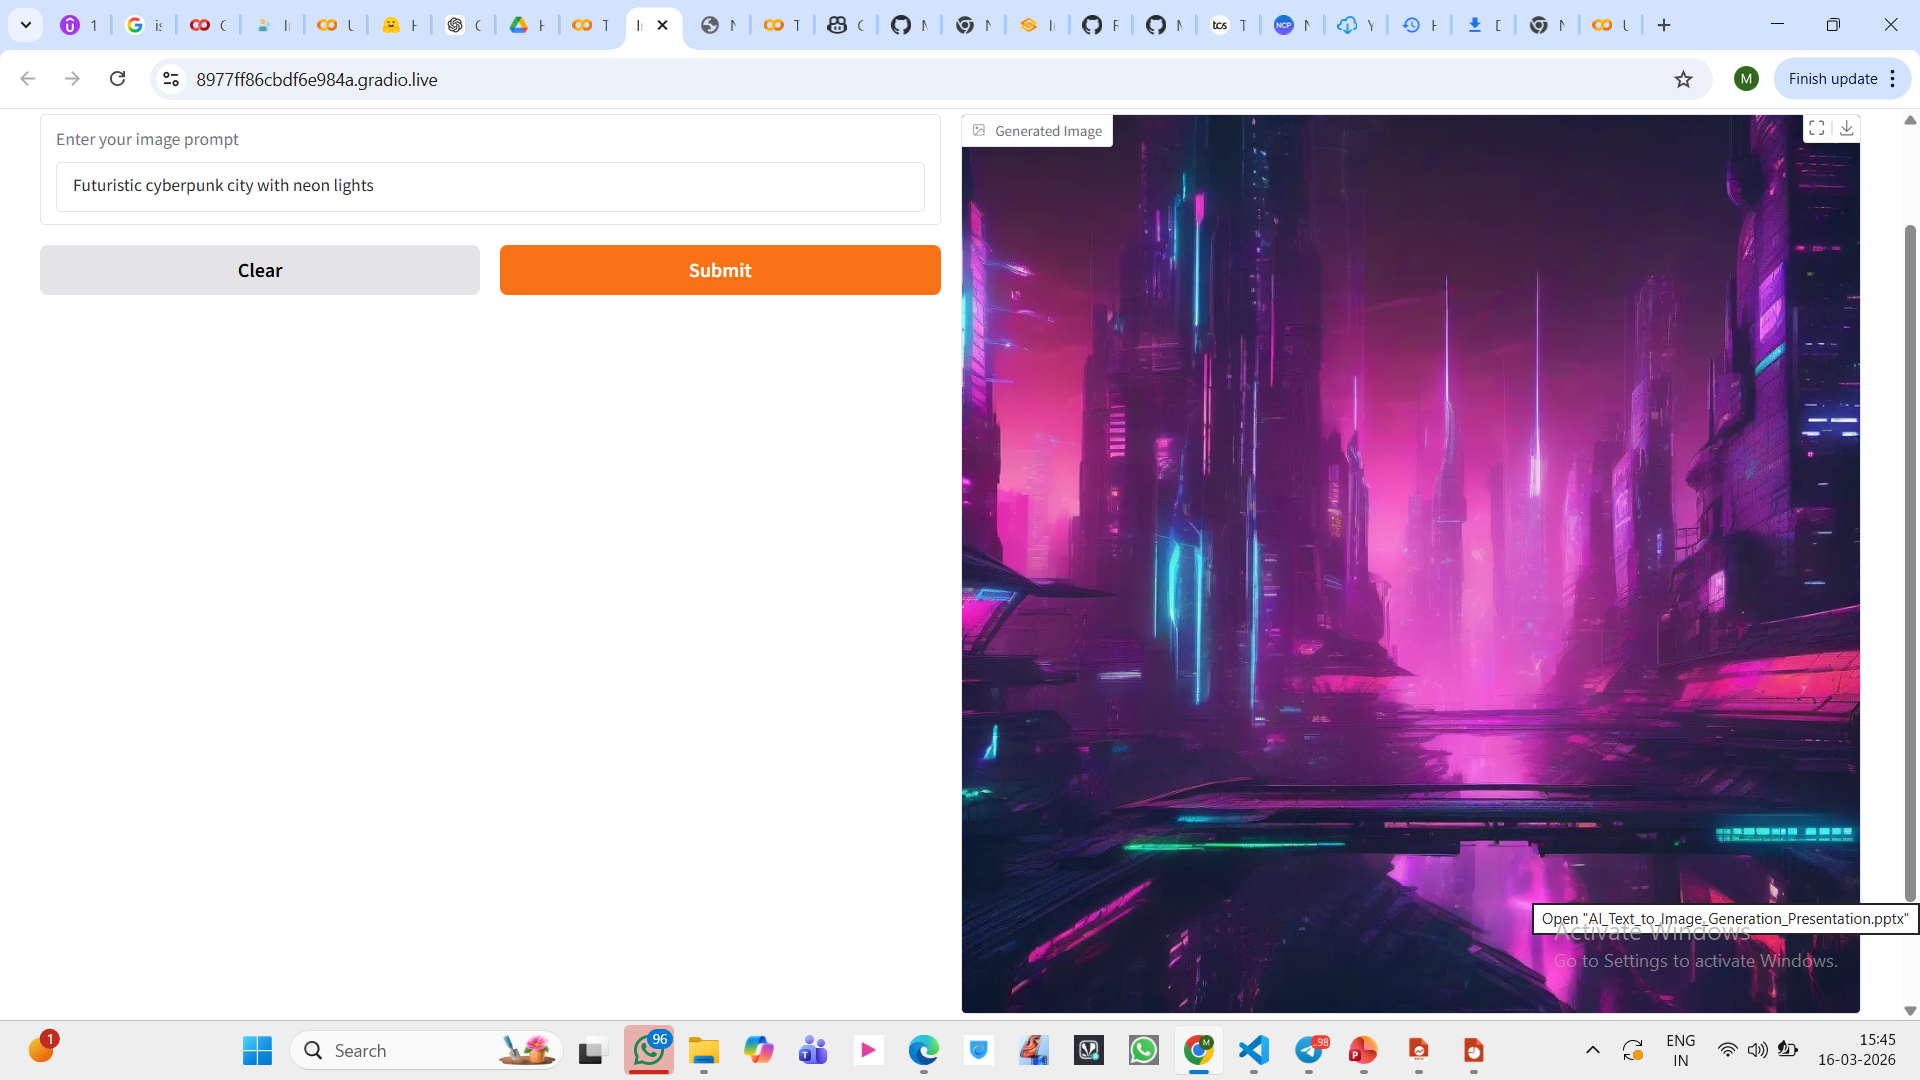 8977ff86cbdf6e984a.gradio.live
M
Finish update
Enter your image prompt
Futuristic cyberpunk city with neon lights
Clear
Submit
Generated Image
Open "AI_Text_to_Image_Generation_Presentation.pptx"
Activate Windows
Go to Settings to activate Windows.
1
Search
96
.98
ENG
IN
15:45
16-03-2026